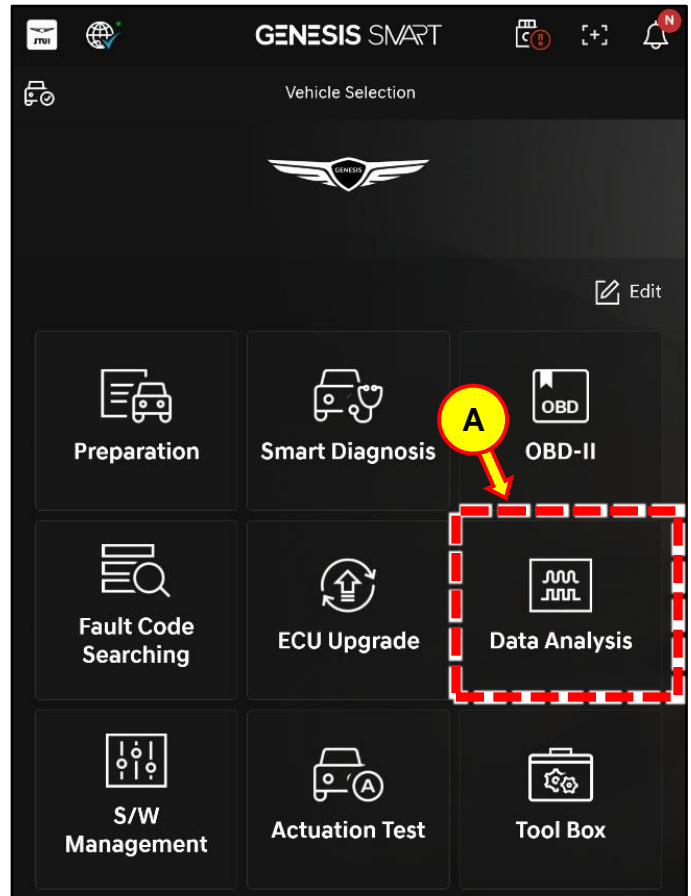 STUI
GENESIS SMART
N
Vehicle Selection
GENESIS
Edit
Preparation
Smart Diagnosis
OBD
OBD-II
A
Fault Code
Searching
ECU Upgrade
Data Analysis
S/W
Management
A
Actuation Test
Tool Box